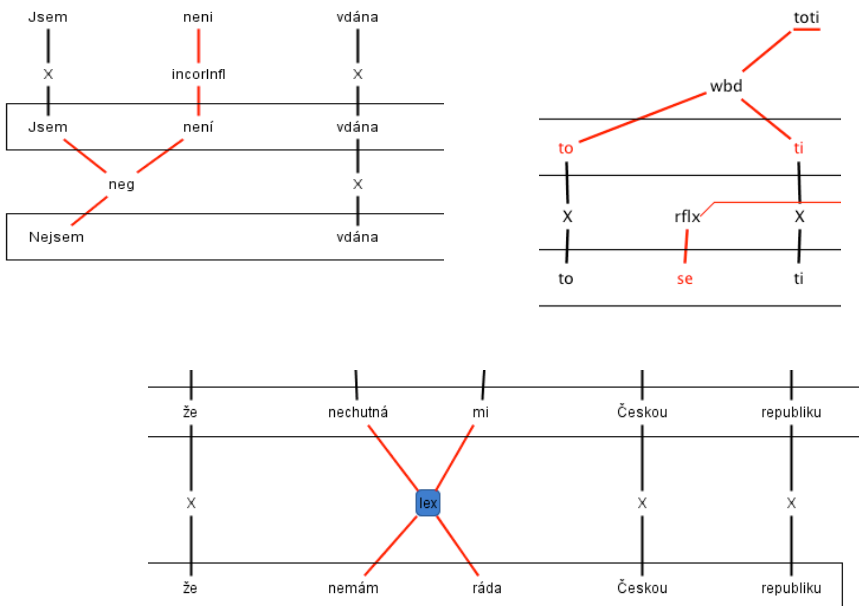 Jsem neni vdána
X incorInfl X
Jsem není vdána
neg X
Nejsem vdána
toti
wbd
to ti
X rflx X
to se ti
že nechutná mi Českou republiku
X lex X X
že nemám ráda Českou republiku